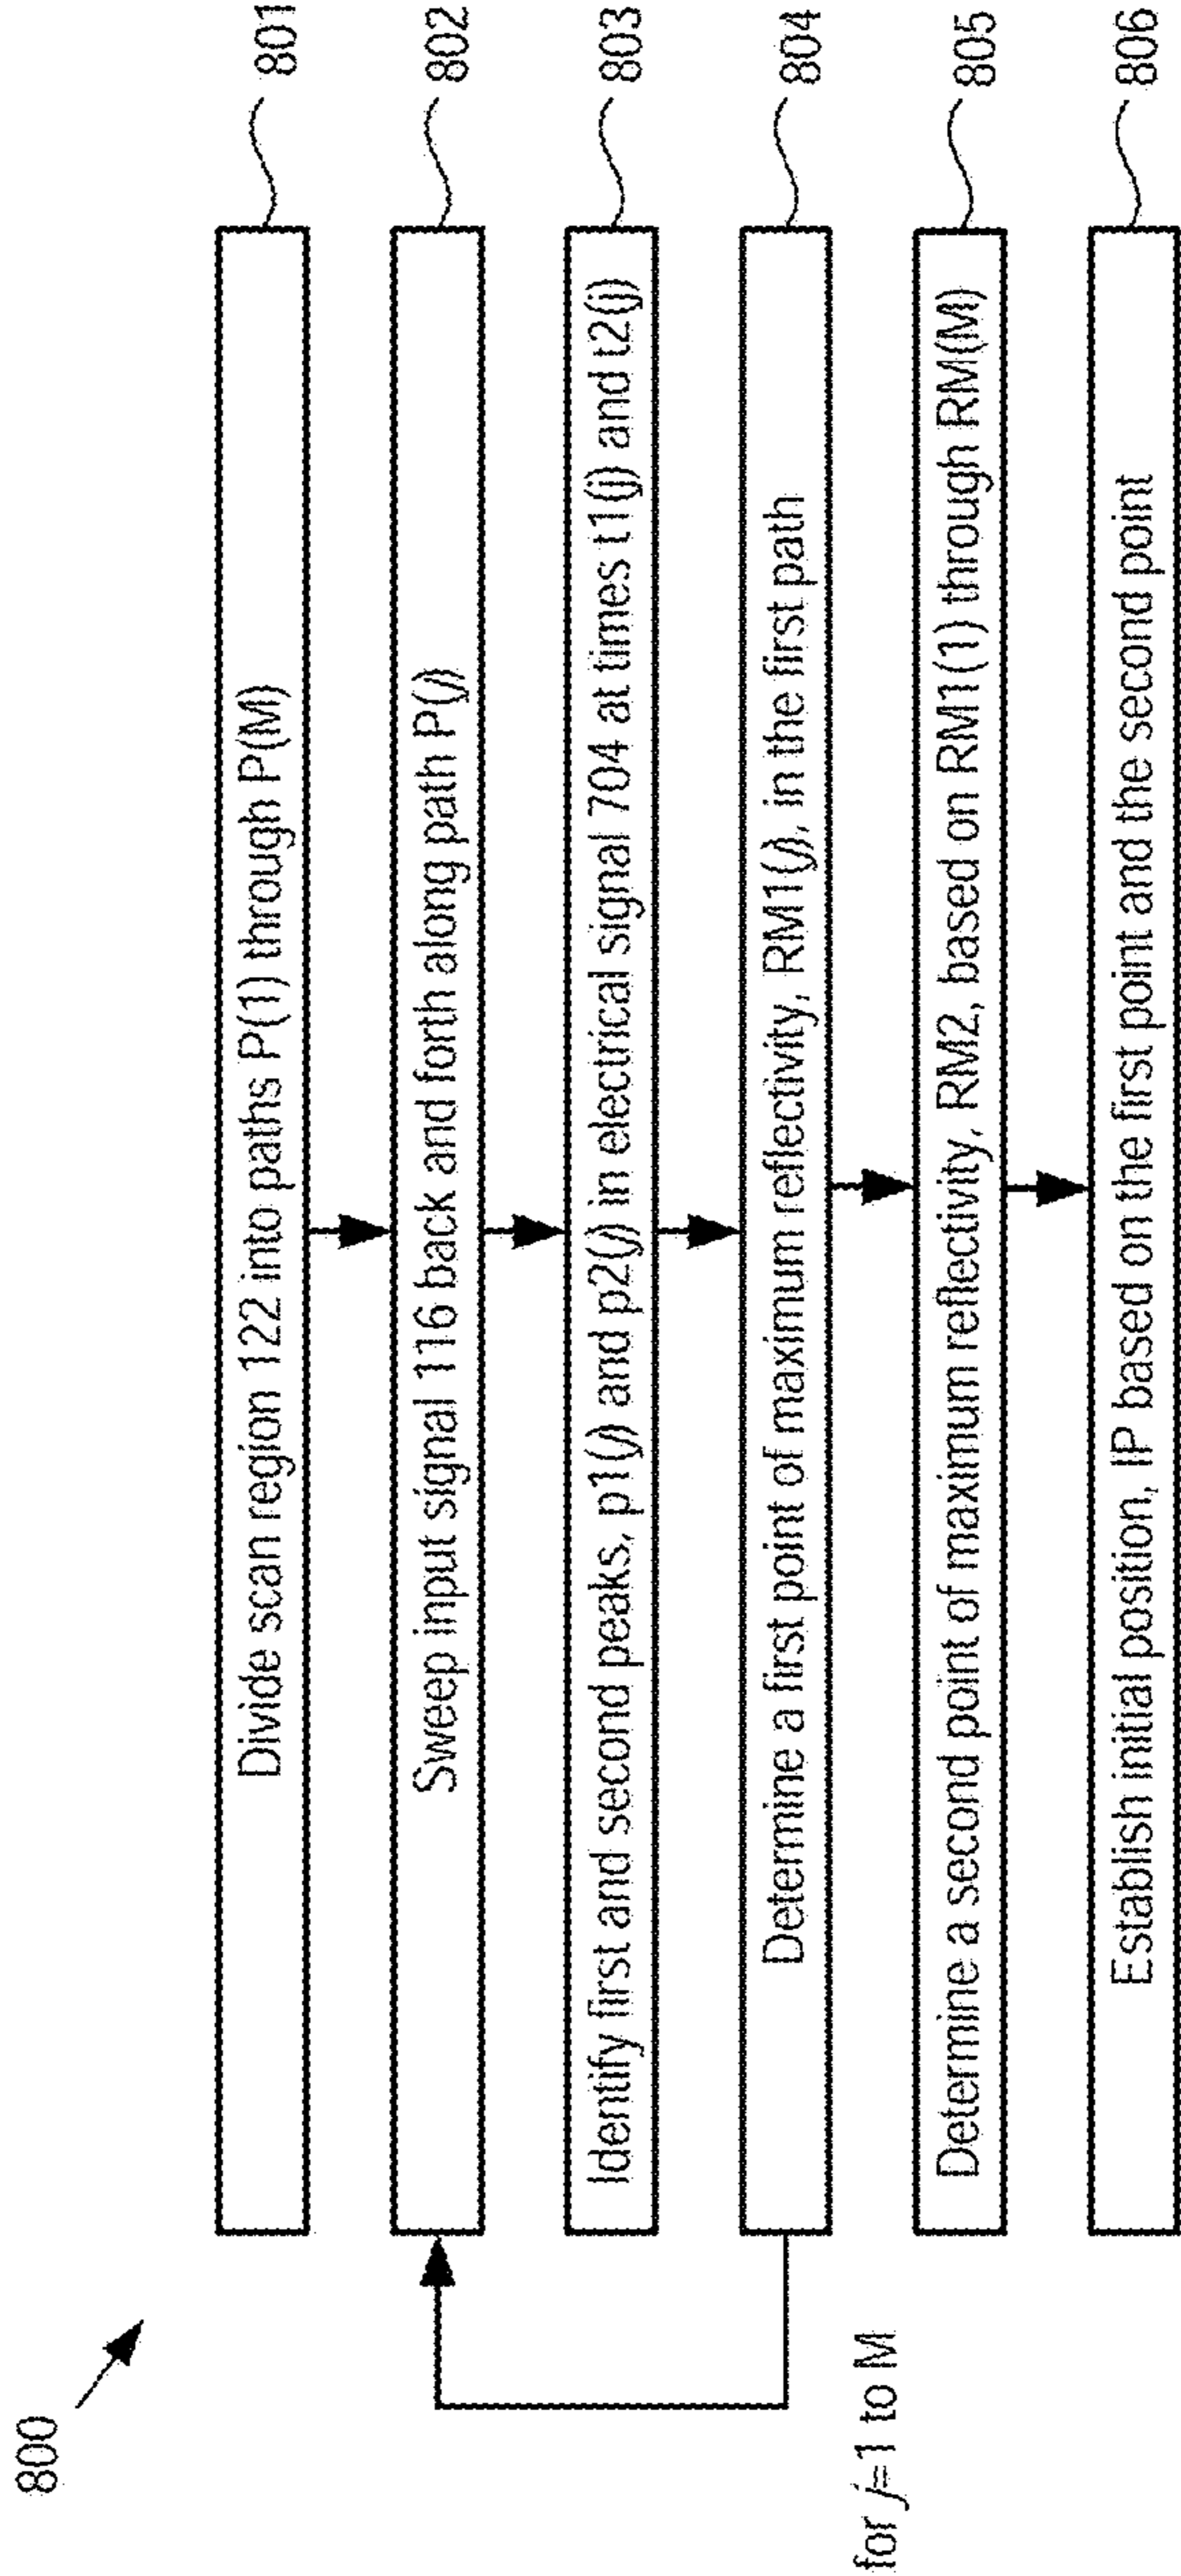 800
Divide scan region 122 into paths P(1) through P(M)
801
Sweep input signal 116 back and forth along path P(j)
802
Identify first and second peaks, p1(j) and p2(j) in electrical signal 704 at times t1(j) and t2(j)
803
Determine a first point of maximum reflectivity, RM1(j), in the first path
804
for j=1 to M
Determine a second point of maximum reflectivity, RM2, based on RM1(1) through RM(M)
805
Establish initial position, IP based on the first point and the second point
806